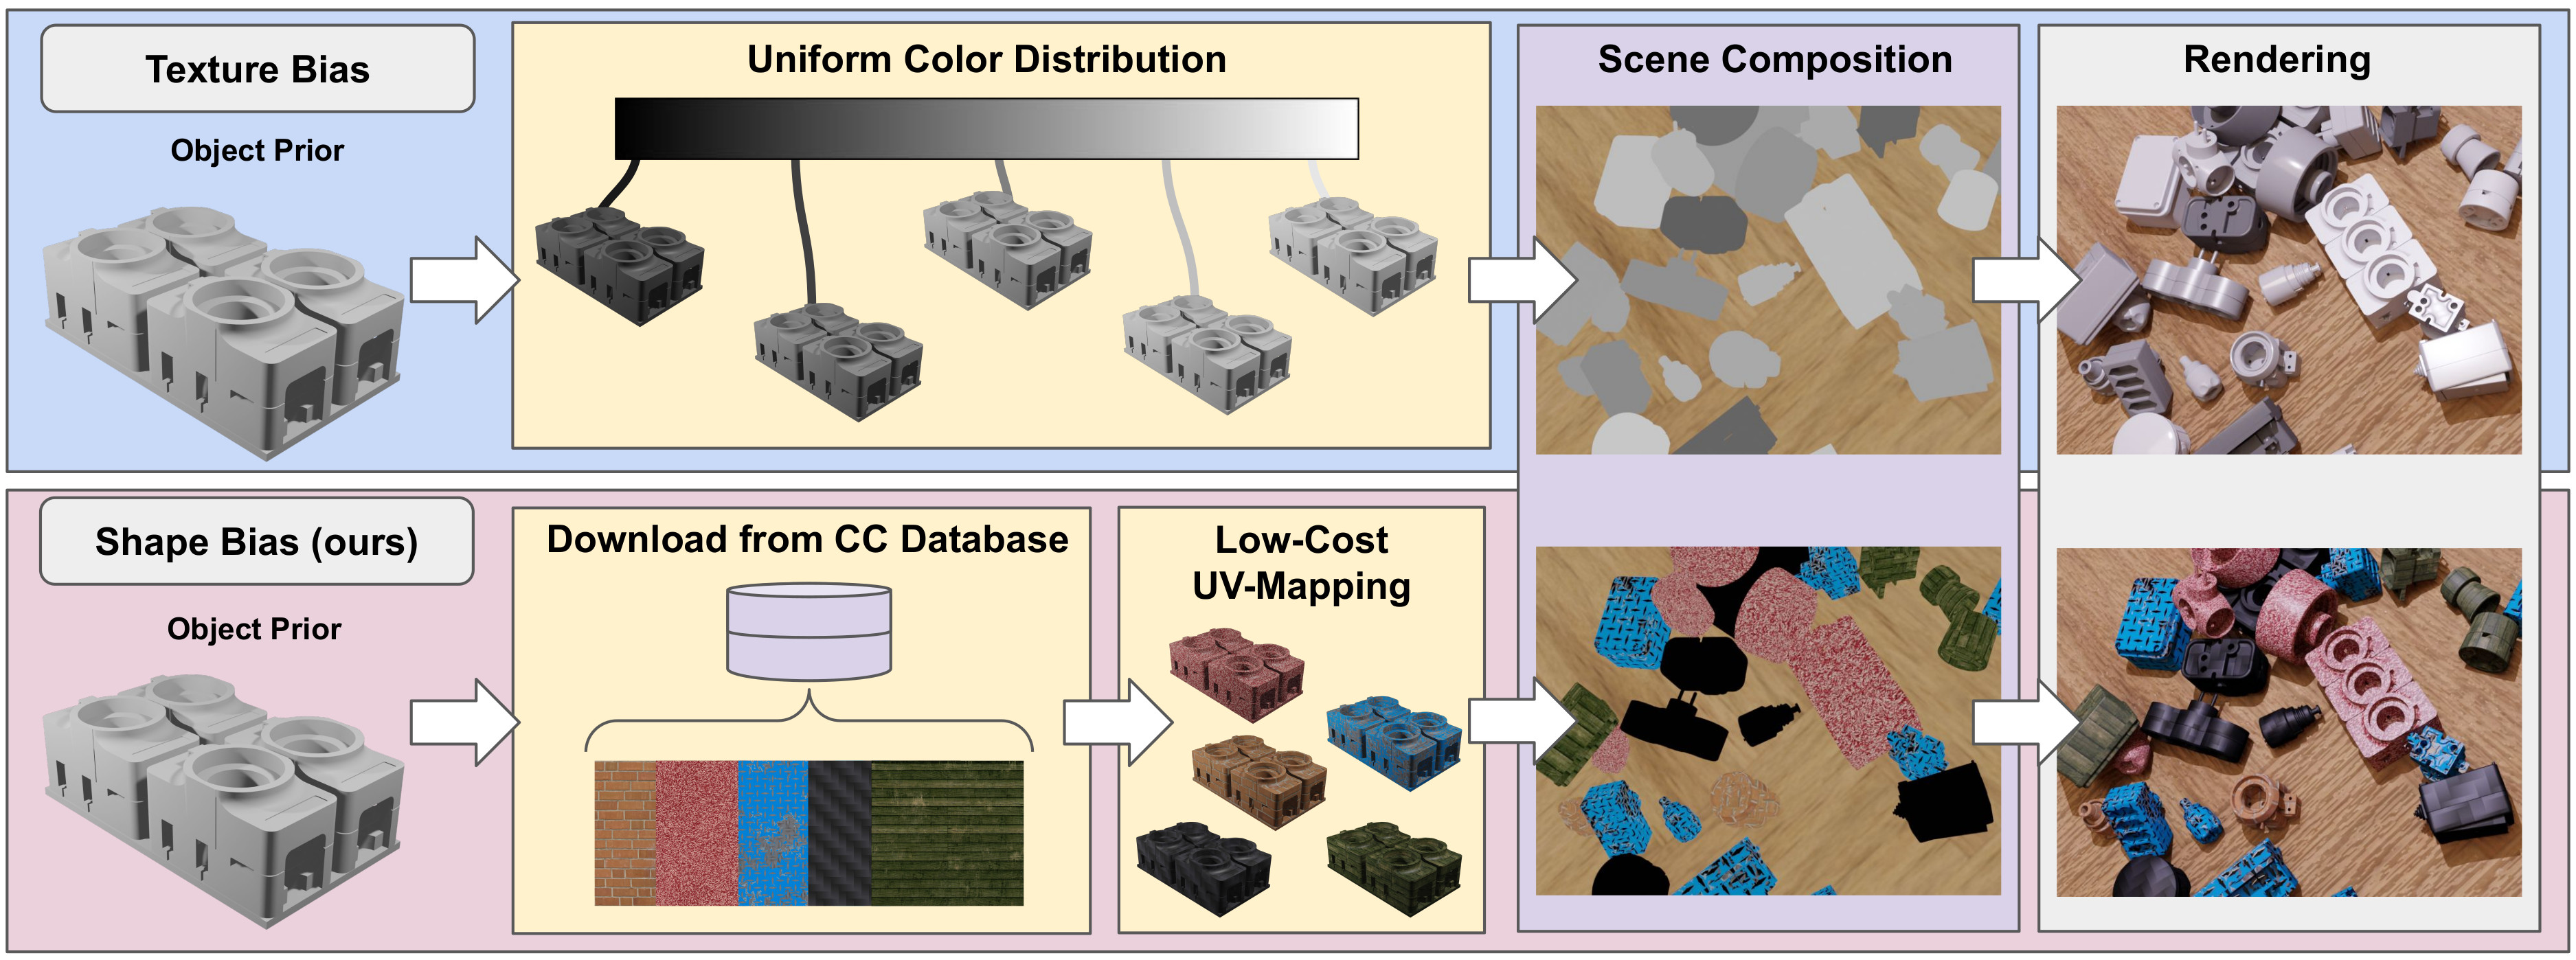 Texture Bias
Object Prior
Uniform Color Distribution
Scene Composition
Rendering
Shape Bias (ours)
Object Prior
Download from CC Database
Low-Cost
UV-Mapping